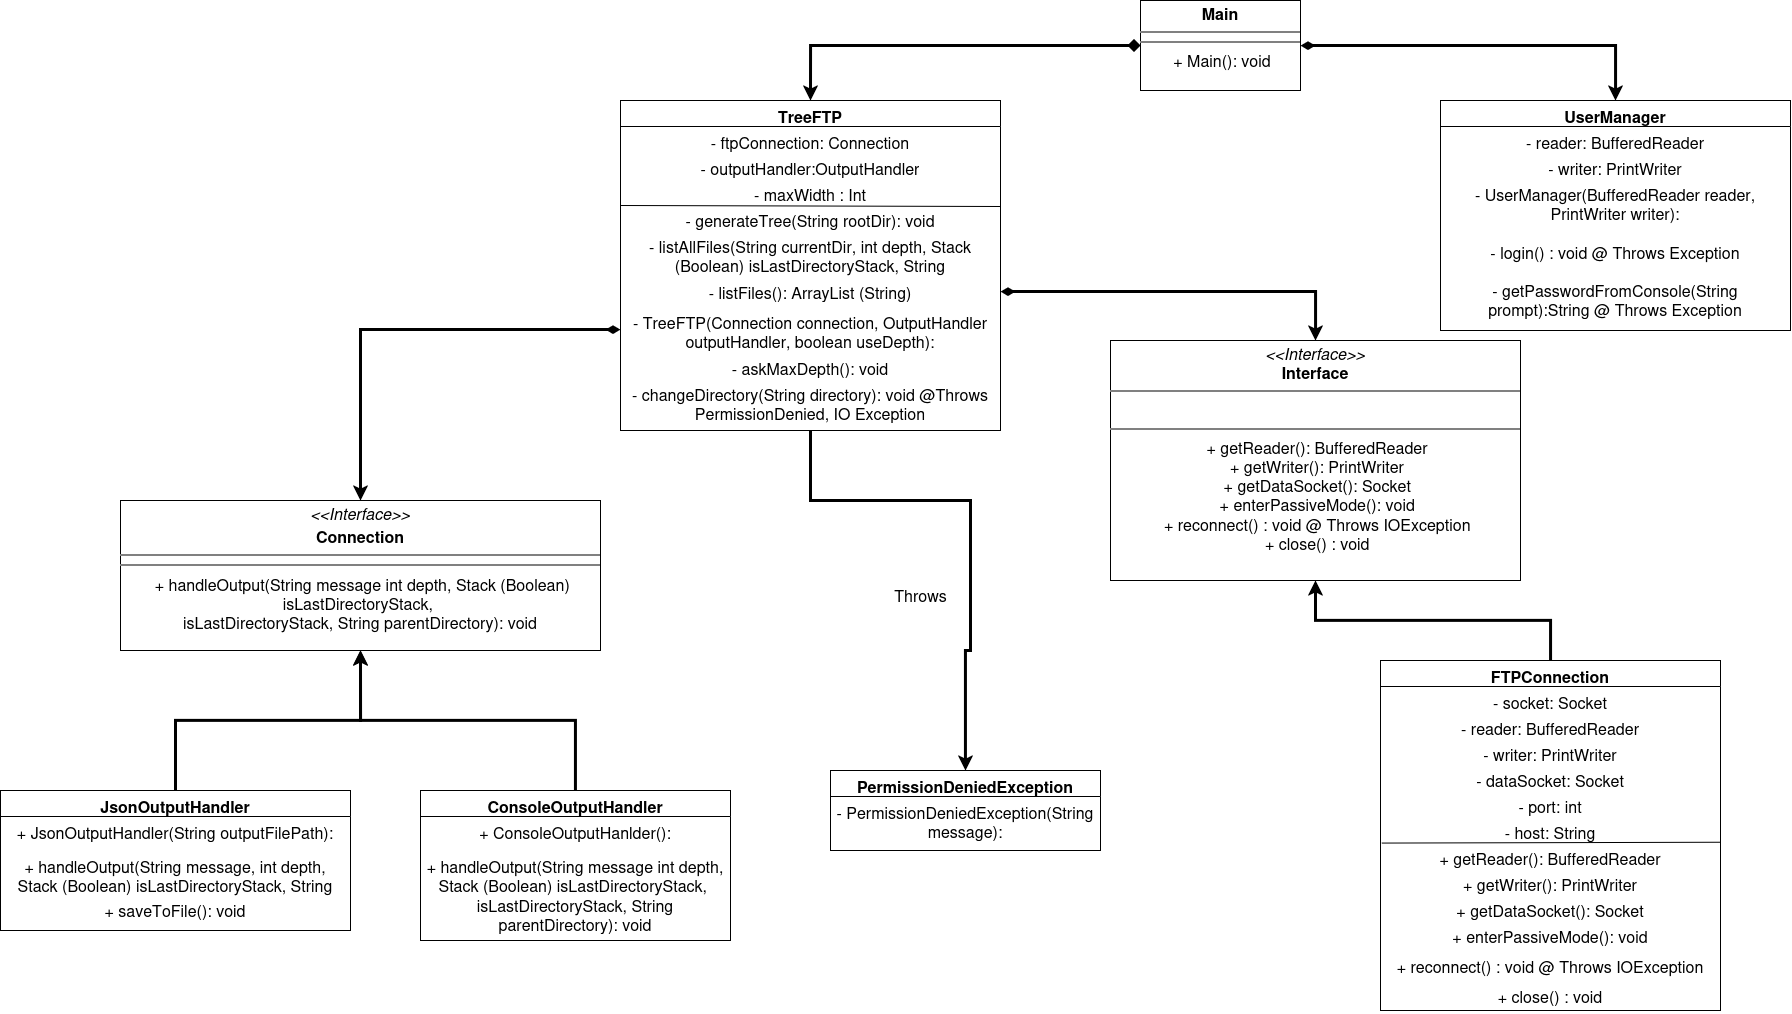 Main
+ Main(): void
TreeFTP
- ftpConnection: Connection
- outputHandler:OutputHandler
- maxWidth : Int
- generateTree(String rootDir): void
- listAllFiles(String currentDir, int depth, Stack
(Boolean) isLastDirectoryStack, String
- listFiles(): ArrayList (String)
- TreeFTP(Connection connection, OutputHandler
outputHandler, boolean useDepth):
- askMaxDepth(): void
- changeDirectory(String directory): void @Throws
PermissionDenied, IO Exception
UserManager
- reader: BufferedReader
- writer: PrintWriter
- UserManager(BufferedReader reader,
PrintWriter writer):
- login() : void @ Throws Exception
- getPasswordFromConsole(String
prompt):String @ Throws Exception
<<Interface>>
Interface
+ getReader(): BufferedReader
+ getWriter(): PrintWriter
+ getDataSocket(): Socket
+ enterPassiveMode(): void
+ reconnect() : void @ Throws IOException
+ close() : void
<<Interface>>
Connection
+ handleOutput(String message int depth, Stack (Boolean)
isLastDirectoryStack,
isLastDirectoryStack, String parentDirectory): void
Throws
FTPConnection
- socket: Socket
- reader: BufferedReader
- writer: PrintWriter
- dataSocket: Socket
- port: int
- host: String
+ getReader(): BufferedReader
+ getWriter(): PrintWriter
+ getDataSocket(): Socket
+ enterPassiveMode(): void
+ reconnect() : void @ Throws IOException
+ close() : void
JsonOutputHandler
+ JsonOutputHandler(String outputFilePath):
+ handleOutput(String message, int depth,
Stack (Boolean) isLastDirectoryStack, String
+ saveToFile(): void
ConsoleOutputHandler
+ ConsoleOutputHanlder():
+ handleOutput(String message int depth,
Stack (Boolean) isLastDirectoryStack,
isLastDirectoryStack, String
parentDirectory): void
PermissionDeniedException
- PermissionDeniedException(String
message):